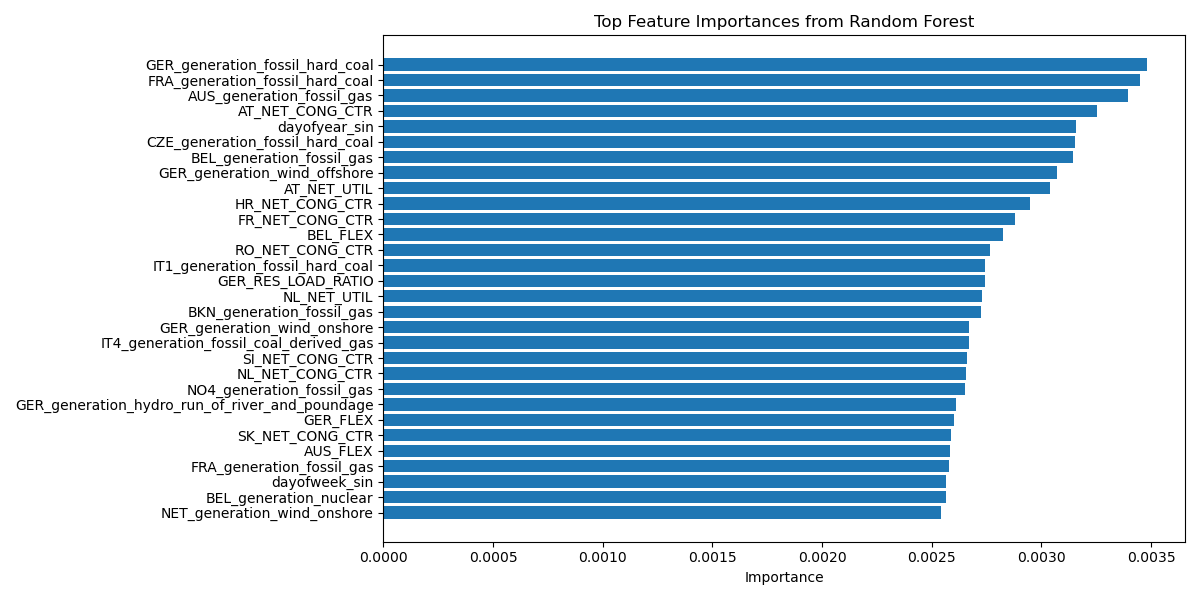 Top Feature Importances from Random Forest
GER_generation_fossil_hard_coal
FRA_generation_fossil_hard_coal
AUS_generation_fossil_gas
AT_NET_CONG_CTR
dayofyear_sin
CZE_generation_fossil_hard_coal
BEL_generation_fossil_gas
GER_generation_wind_offshore
AT_NET_UTIL
HR_NET_CONG_CTR
FR_NET_CONG_CTR
BEL_FLEX
RO_NET_CONG_CTR
IT1_generation_fossil_hard_coal
GER_RES_LOAD_RATIO
NL_NET_UTIL
BKN_generation_fossil_gas
GER_generation_wind_onshore
IT4_generation_fossil_coal_derived_gas
SI_NET_CONG_CTR
NL_NET_CONG_CTR
NO4_generation_fossil_gas
GER_generation_hydro_run_of_river_and_poundage
GER_FLEX
SK_NET_CONG_CTR
AUS_FLEX
FRA_generation_fossil_gas
dayofweek_sin
BEL_generation_nuclear
NET_generation_wind_onshore
0.0000 0.0005 0.0010 0.0015 0.0020 0.0025 0.0030 0.0035
Importance